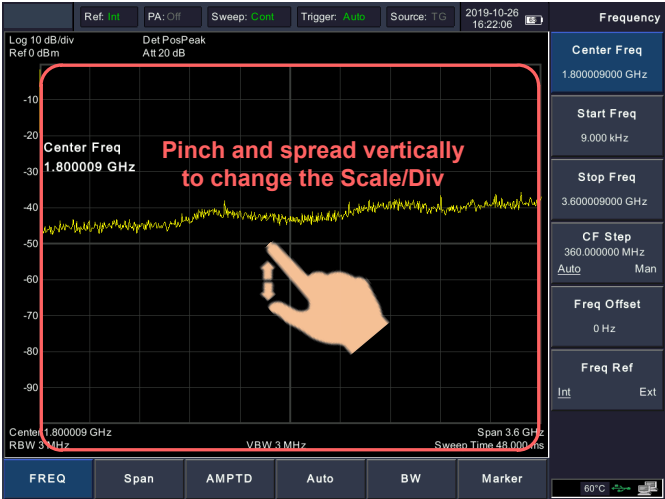 Ref: Int PA: Off Sweep: Cont Trigger: Auto Source: TG 2019-10-26 16:22:06 Frequency
Log 10 dB/div Det PosPeak
Ref 0 dBm Att 20 dB
Center Freq
1.800009000 GHz
Start Freq
9.000 kHz
Stop Freq
3.600009000 GHz
CF Step
360.000000 MHz
Auto Man
Freq Offset
0 Hz
Freq Ref
Int Ext
-10
-20
Center Freq
1.800009 GHz
Pinch and spread vertically
to change the Scale/Div
-30
-40
-50
-60
-70
-80
-90
Center 1.800009 GHz Span 3.6 GHz
RBW 3 MHz VBW 3 MHz Sweep Time 48.000 ms
FREQ Span AMPTD Auto BW Marker
60°C